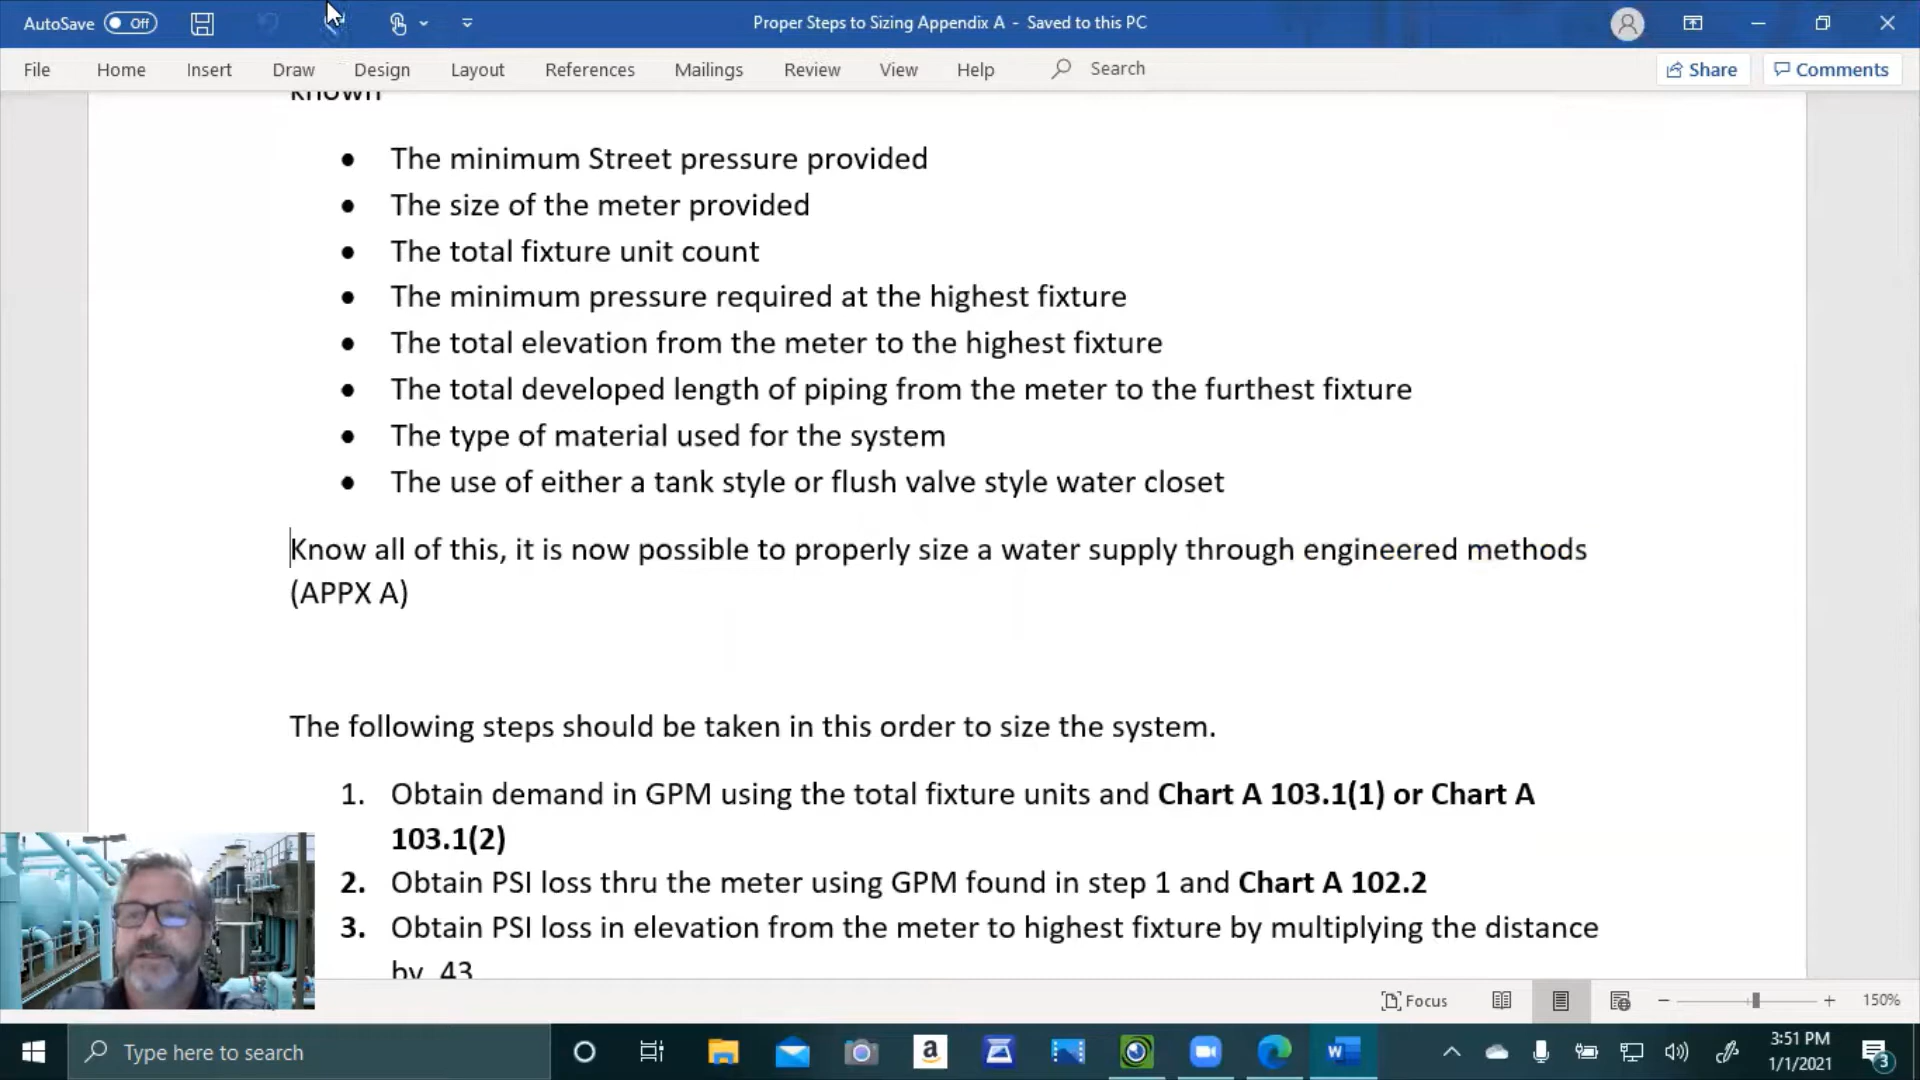 AutoSave Off
Proper Steps to Sizing Appendix A - Saved to this PC
File Home Insert Draw Design Layout References Mailings Review View Help Search Share Comments
known
• The minimum Street pressure provided
• The size of the meter provided
• The total fixture unit count
• The minimum pressure required at the highest fixture
• The total elevation from the meter to the highest fixture
• The total developed length of piping from the meter to the furthest fixture
• The type of material used for the system
• The use of either a tank style or flush valve style water closet
Know all of this, it is now possible to properly size a water supply through engineered methods
(APPX A)
The following steps should be taken in this order to size the system.
1. Obtain demand in GPM using the total fixture units and Chart A 103.1(1) or Chart A
103.1(2)
2. Obtain PSI loss thru the meter using GPM found in step 1 and Chart A 102.2
3. Obtain PSI loss in elevation from the meter to highest fixture by multiplying the distance
by .43
Focus 150%
Type here to search
a
W
3:51 PM
1/1/2021
3